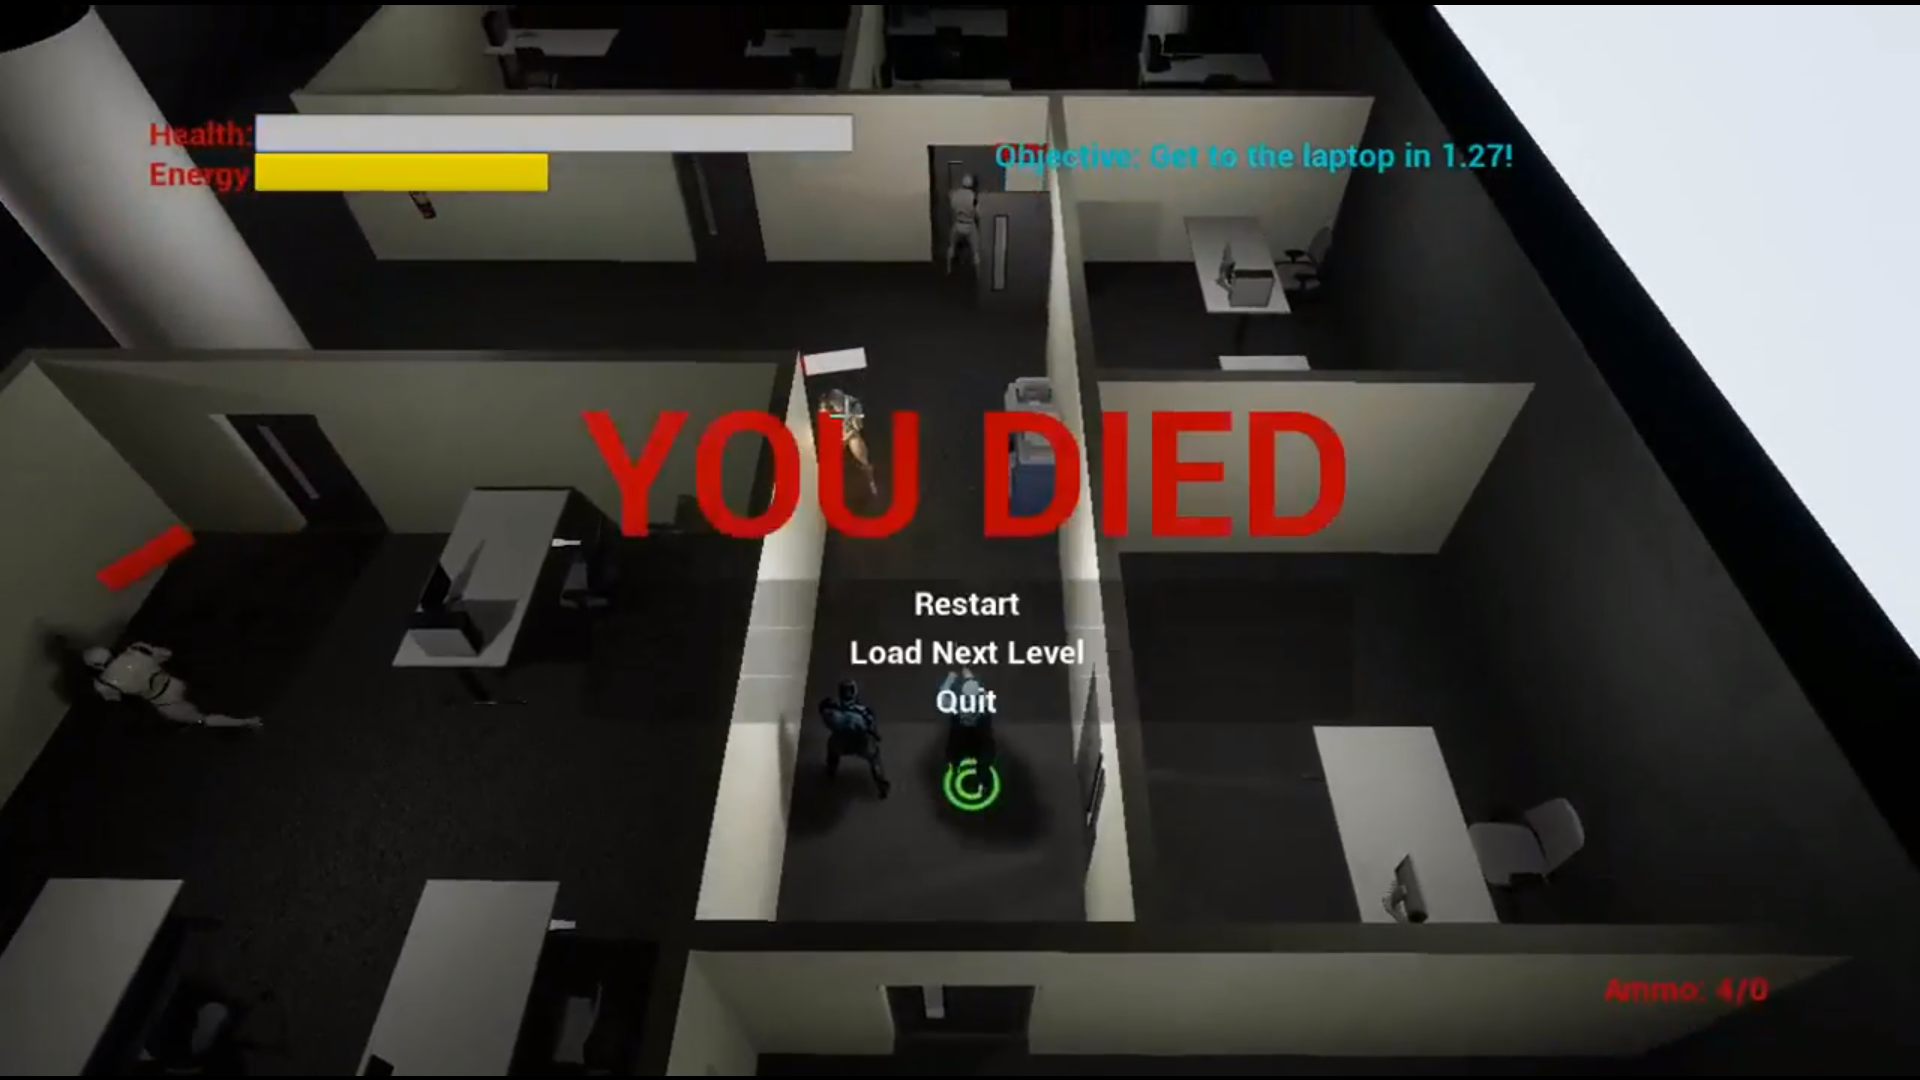 Health:
Energy
Objective: Get to the laptop in 1.27!
YOU DIED
Restart
Load Next Level
Quit
Ammo: 4/0